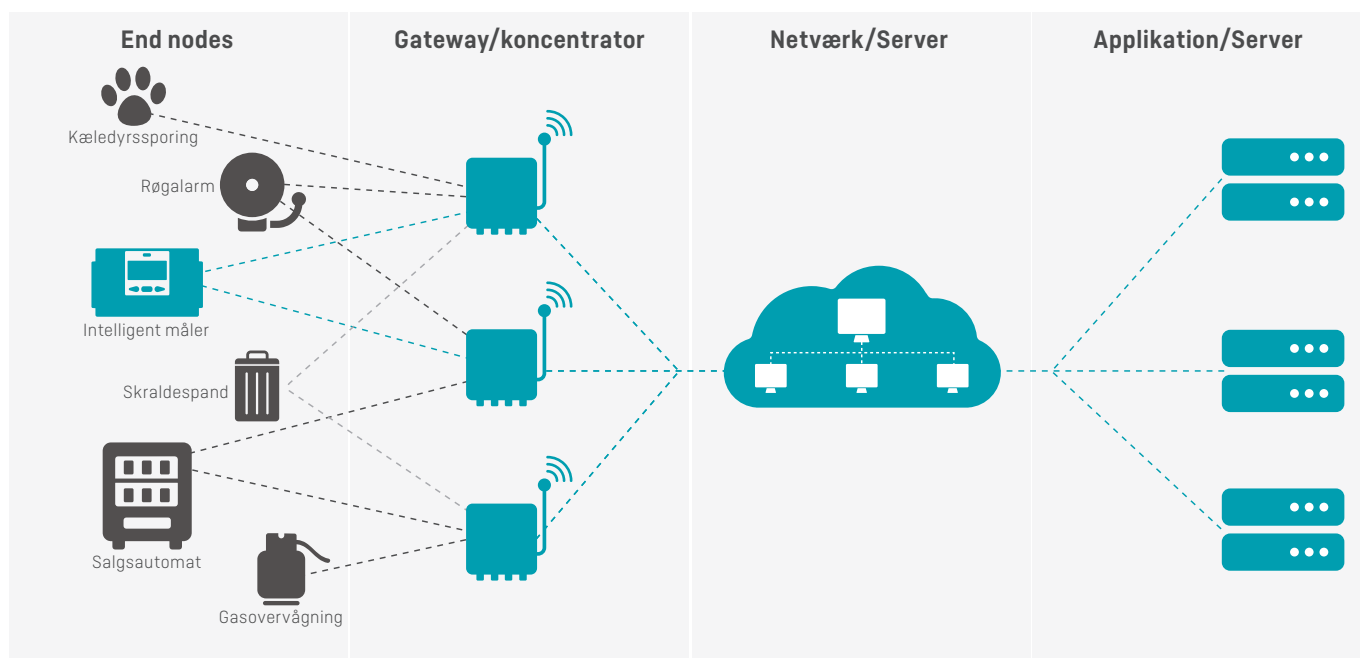 End nodes
Gateway/koncentrator
Netværk/Server
Applikation/Server
Kæledyrssporing
Røgalarm
Intelligent måler
Skraldespand
Salgsautomat
Gasovervågning